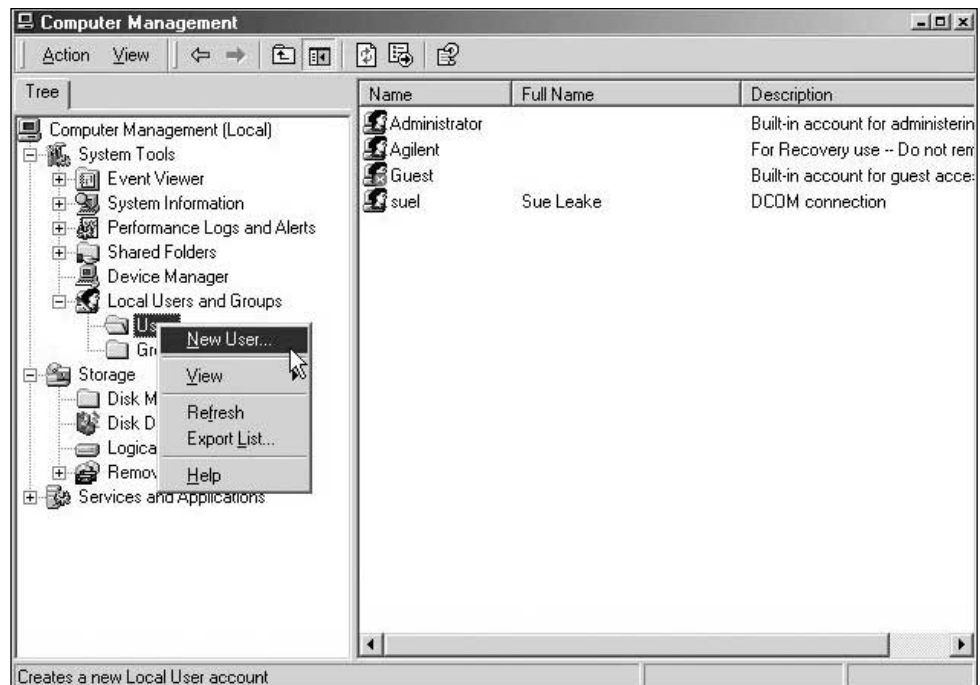 Computer Management
Action View
Tree
Name Full Name Description
Computer Management (Local)
System Tools
Event Viewer
System Information
Performance Logs and Alerts
Shared Folders
Device Manager
Local Users and Groups
Us
Gr
Storage
Disk M
Disk D
Logica
Remov
Services and Applications
New User...
View
Refresh
Export List...
Help
Administrator Built-in account for administerin
Agilent For Recovery use -- Do not rem
Guest Built-in account for guest acce
suel Sue Leake DCOM connection
Creates a new Local User account